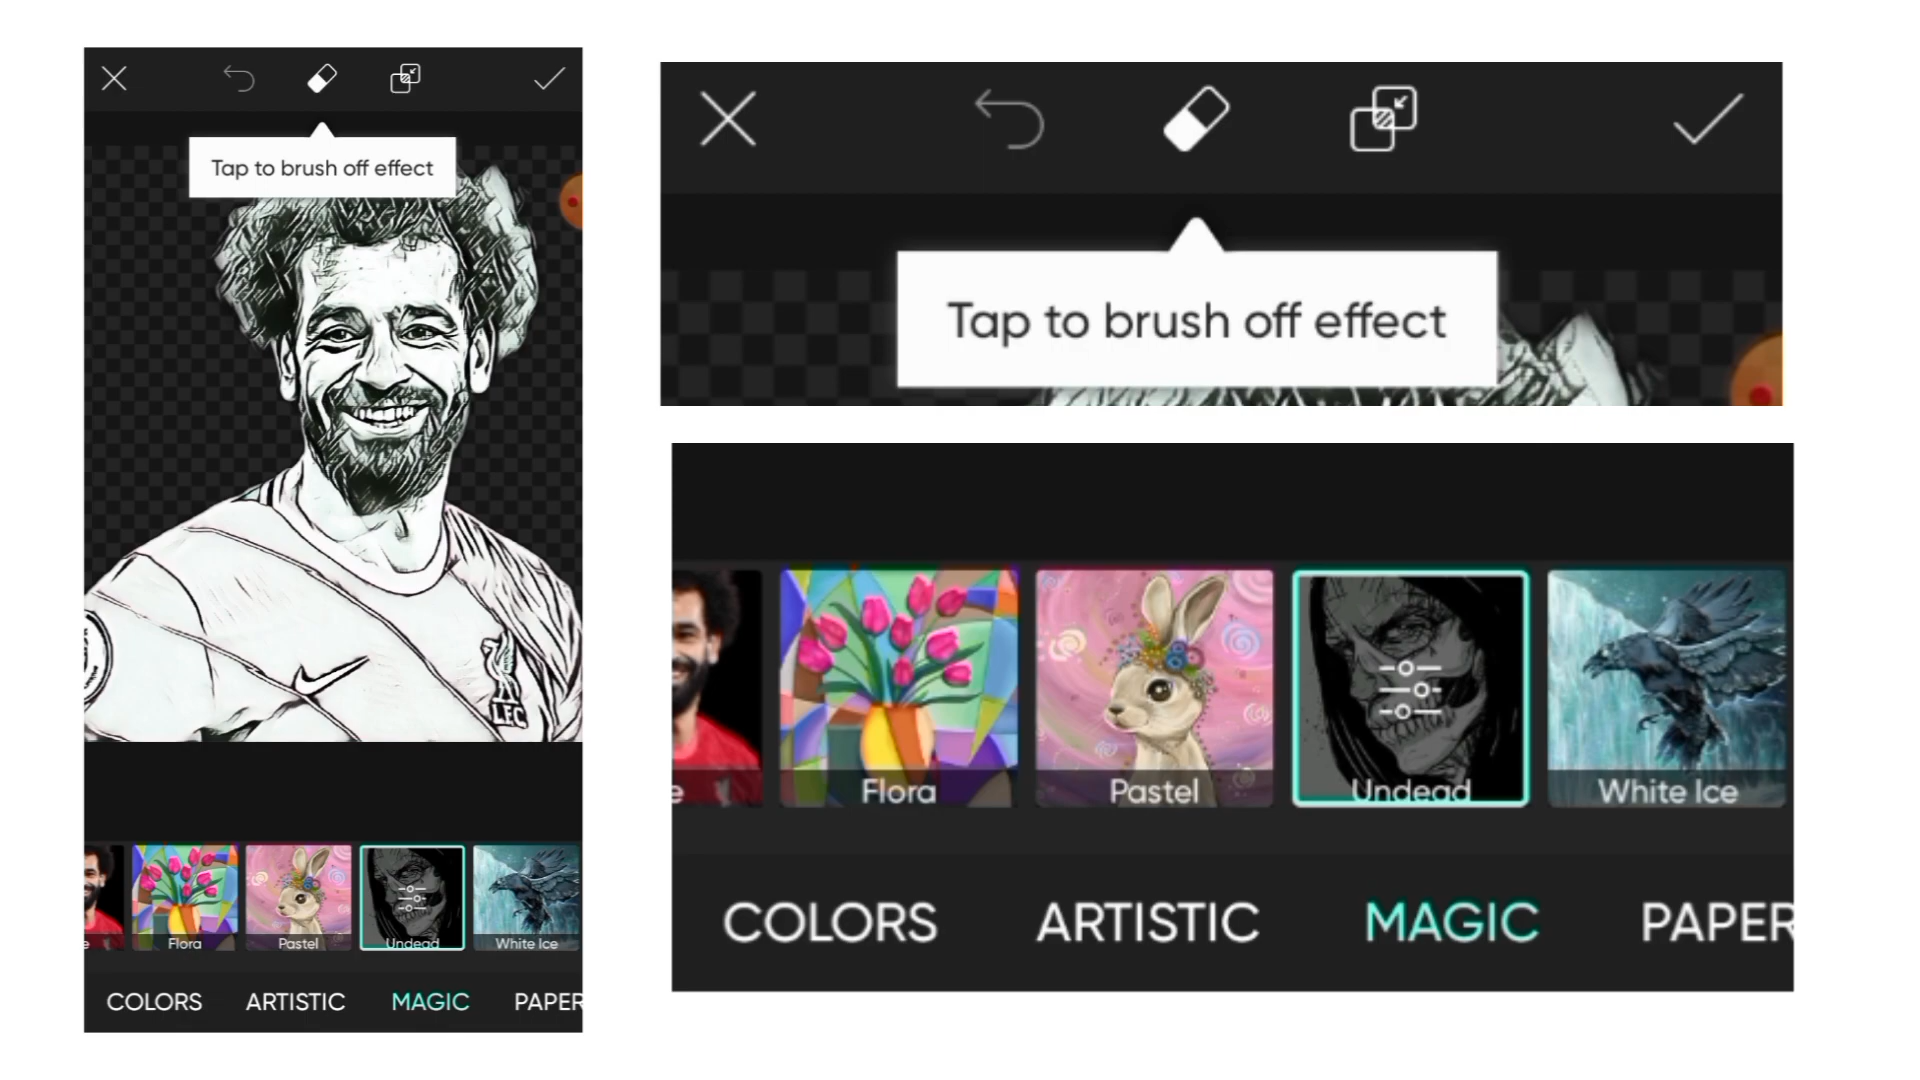 Tap to brush off effect
LFC
e
Flora
Pastel
Undead
White Ice
COLORS
ARTISTIC
MAGIC
PAPER
Tap to brush off effect
e
Flora
Pastel
Undead
White Ice
COLORS
ARTISTIC
MAGIC
PAPER